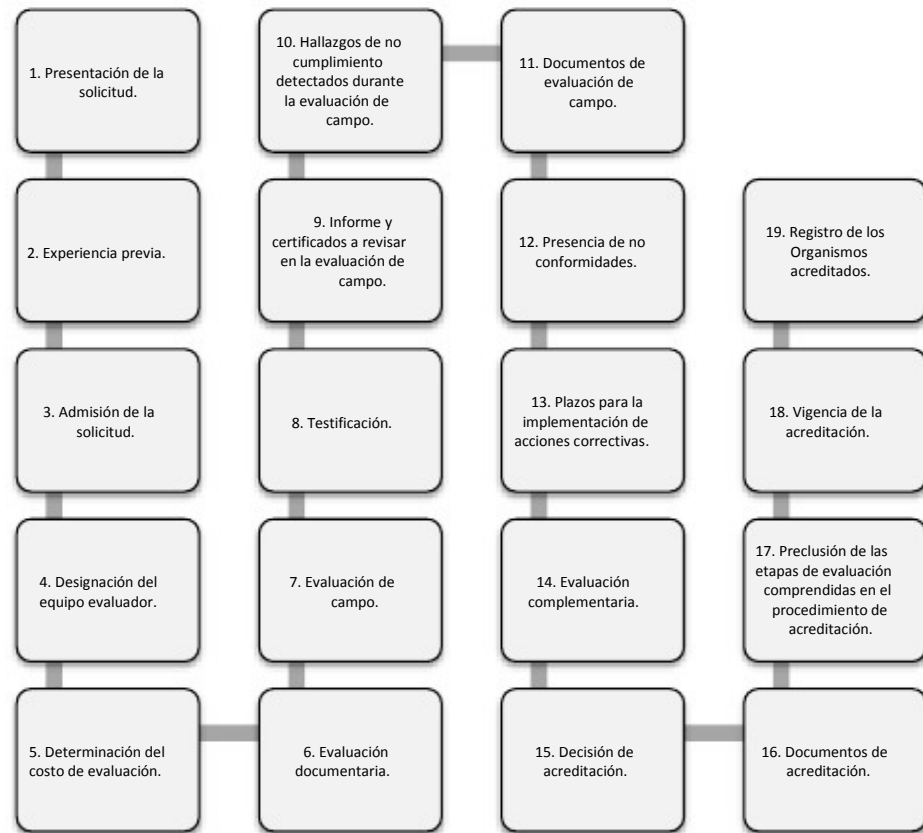 1. Presentación de la
solicitud.
2. Experiencia previa.
3. Admisión de la
solicitud.
4. Designación del
equipo evaluador.
5. Determinación del
costo de evaluación.
6. Evaluación
documentaria.
7. Evaluación de
campo.
8. Testificación.
9. Informe y
certificados a revisar
en la evaluación de
campo.
10. Hallazgos de no
cumplimiento
detectados durante
la evaluación de
campo.
11. Documentos de
evaluación de
campo.
12. Presencia de no
conformidades.
13. Plazos para la
implementación de
acciones correctivas.
14. Evaluación
complementaria.
15. Decisión de
acreditación.
16. Documentos de
acreditación.
17. Preclusión de las
etapas de evaluación
comprendidas en el
procedimiento de
acreditación.
18. Vigencia de la
acreditación.
19. Registro de los
Organismos
acreditados.